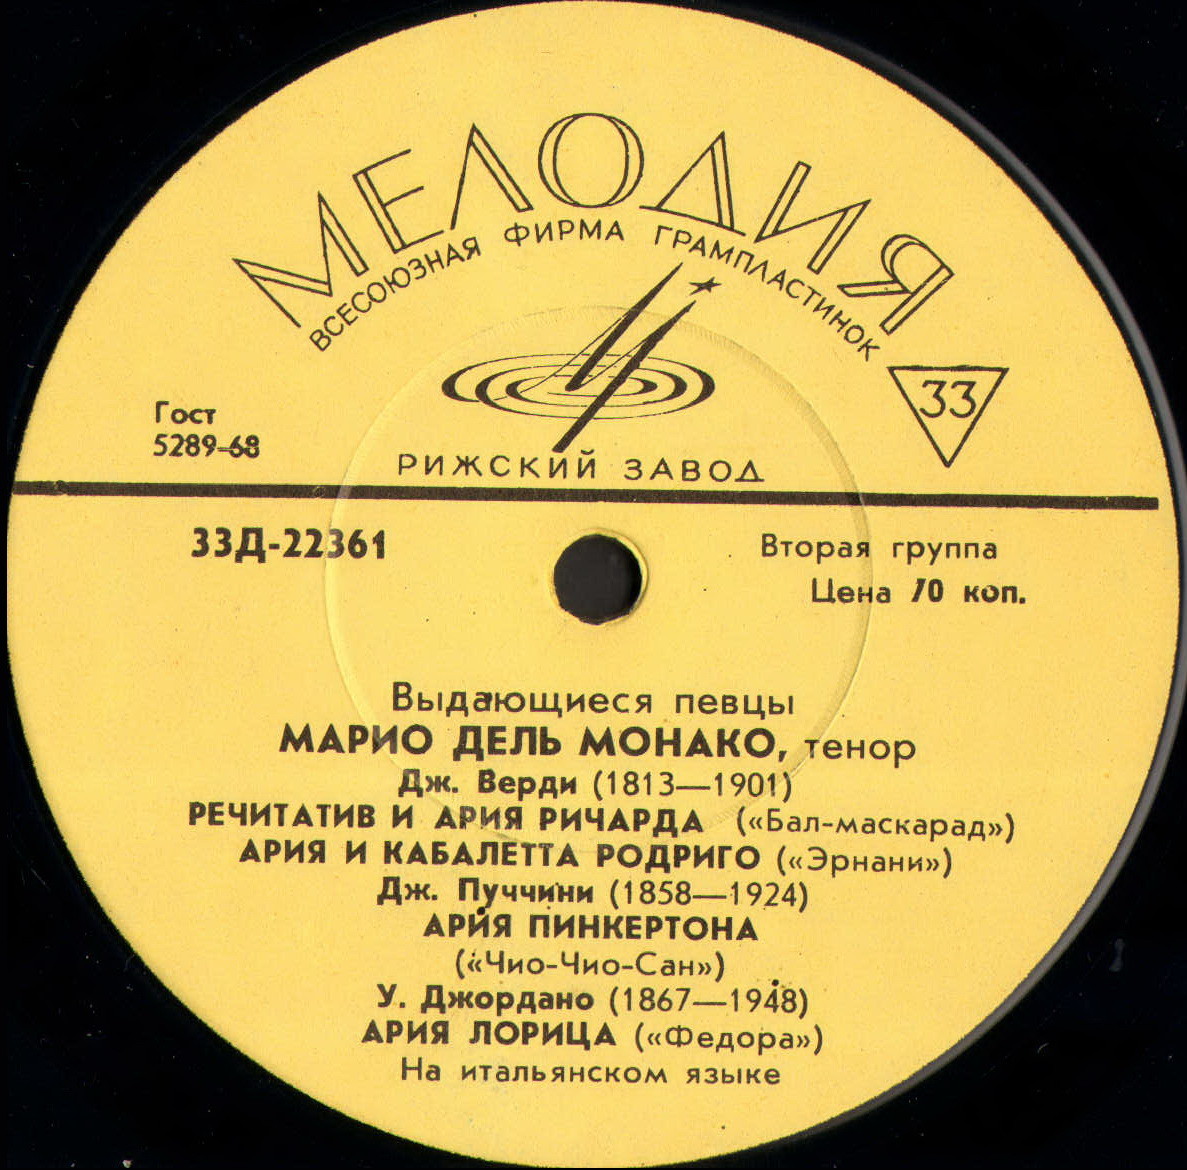 МЕЛОДИЯ
ВСЕСОЮЗНАЯ ФИРМА ГРАМПЛАСТИНОК
33
Гост
5289-68
РИЖСКИЙ ЗАВОД
33Д-22361
Вторая группа
Цена 70 коп.
Выдающиеся певцы
МАРИО ДЕЛЬ МОНАКО, тенор
Дж. Верди (1813—1901)
РЕЧИТАТИВ И АРИЯ РИЧАРДА («Бал-маскарад»)
АРИЯ И КАБАЛЕТТА РОДРИГО («Эрнани»)
Дж. Пуччини (1858—1924)
АРИЯ ПИНКЕРТОНА
(«Чио-Чио-Сан»)
У. Джордано (1867—1948)
АРИЯ ЛОРИЦА («Федора»)
На итальянском языке